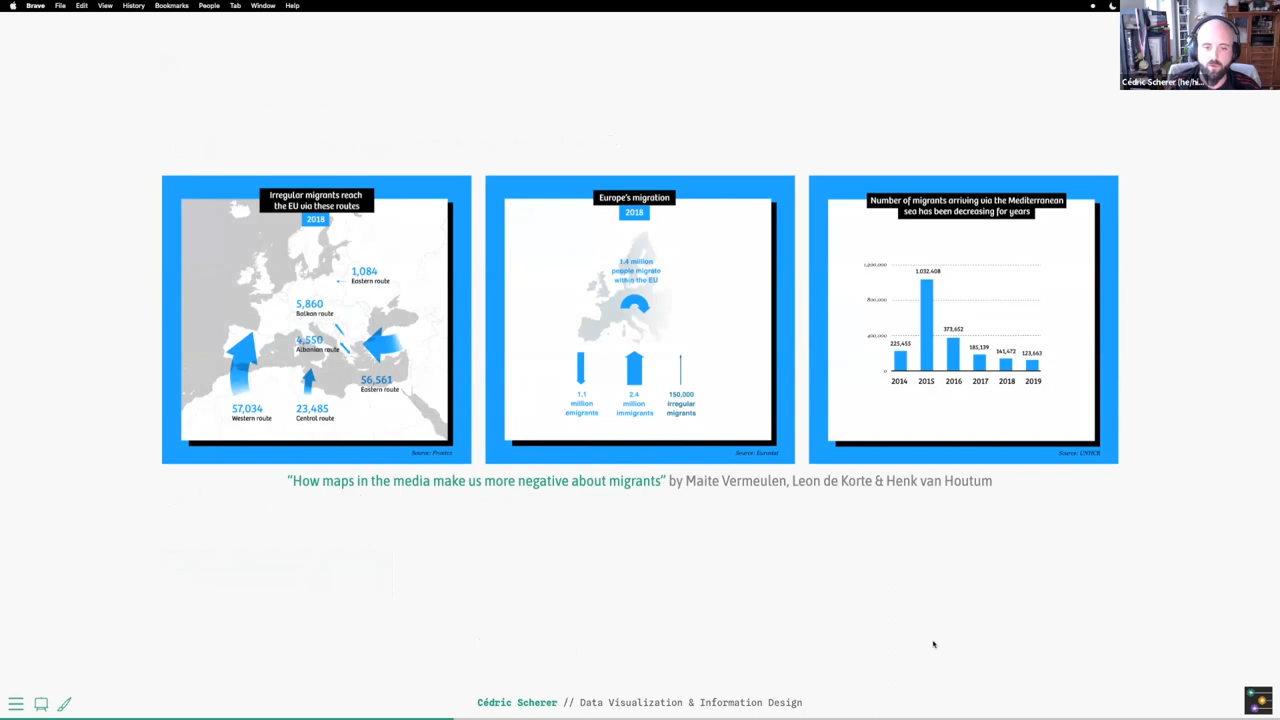 Brave File Edit View History Bookmarks People Tab Window Help
Cédric Scherer (he/hi...
Irregular migrants reach
the EU via these routes
2018
1,084
Eastern route
5,860
Balkan route
4,550
Albanian route
56,561
Eastern route
57,034
Western route
23,485
Central route
Source: Frontex
Europe's migration
2018
1.4 million
people migrate
within the EU
1.1
million
emigrants
2.4
million
immigrants
150,000
irregular
migrants
Source: Eurostat
Number of migrants arriving via the Mediterranean
sea has been decreasing for years
1,200,000
800,000
400,000
0
225,455
1.032,408
373,652
185,139
141,472
123,663
2014 2015 2016 2017 2018 2019
Source: UNHCR
“How maps in the media make us more negative about migrants” by Maite Vermeulen, Leon de Korte & Henk van Houtum
Cédric Scherer // Data Visualization & Information Design